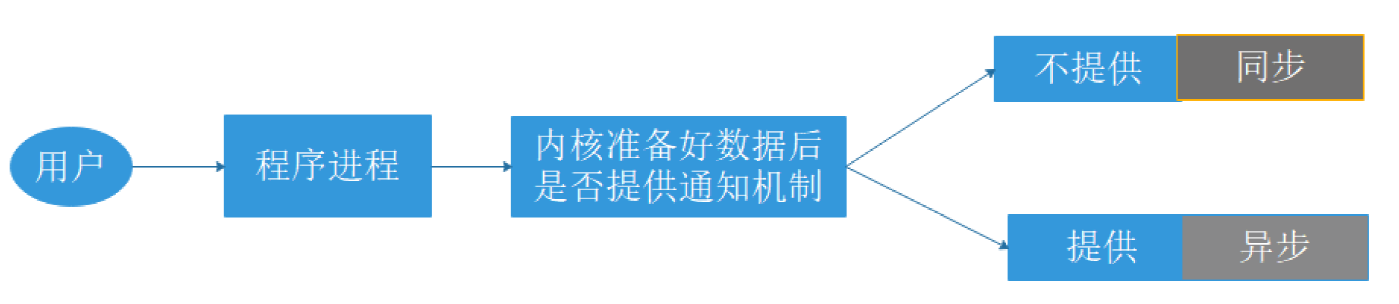 用户
程序进程
内核准备好数据后
是否提供通知机制
不提供
同步
提供
异步